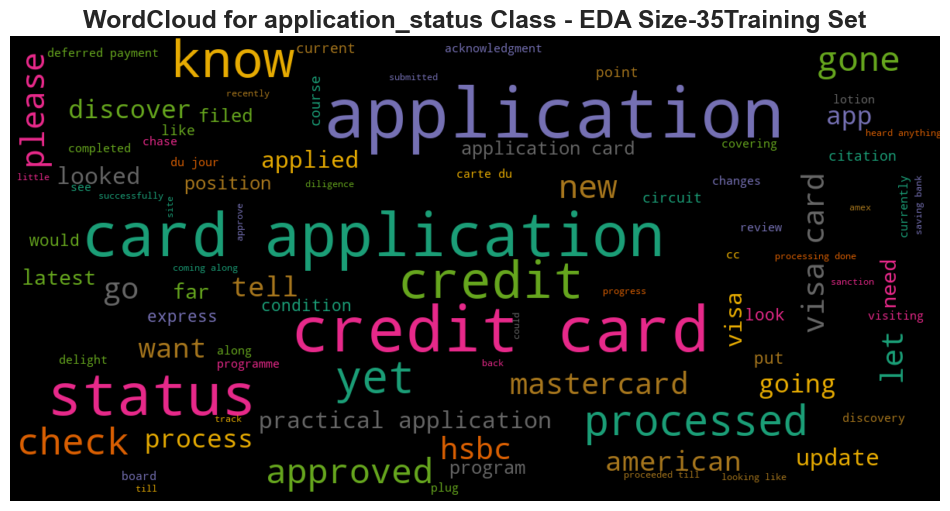 WordCloud for application_status Class - EDA Size-35Training Set
deferred payment
know
current
acknowledgment
gone
please
submitted
point
recently
discover
filed
course
application
lotion
app
like
chase
heard anything
completed
du jour
applied
application card
covering
citation
little
looked
see
position
diligence
carte du
new
circuit
changes
visa card
currently
saving bank
successfully
site
approve
amex
would
card application
review
latest
coming along
credit
cc
processing done
need
go
far
tell
condition
progress
sanction
express
credit card
could
visa
look
visiting
want
along
programme
delight
yet
back
put
let
status
mastercard
going
track
practical application
processed
discovery
check
process
hsbc
american
update
approved
program
board
till
plug
proceeded till
looking like